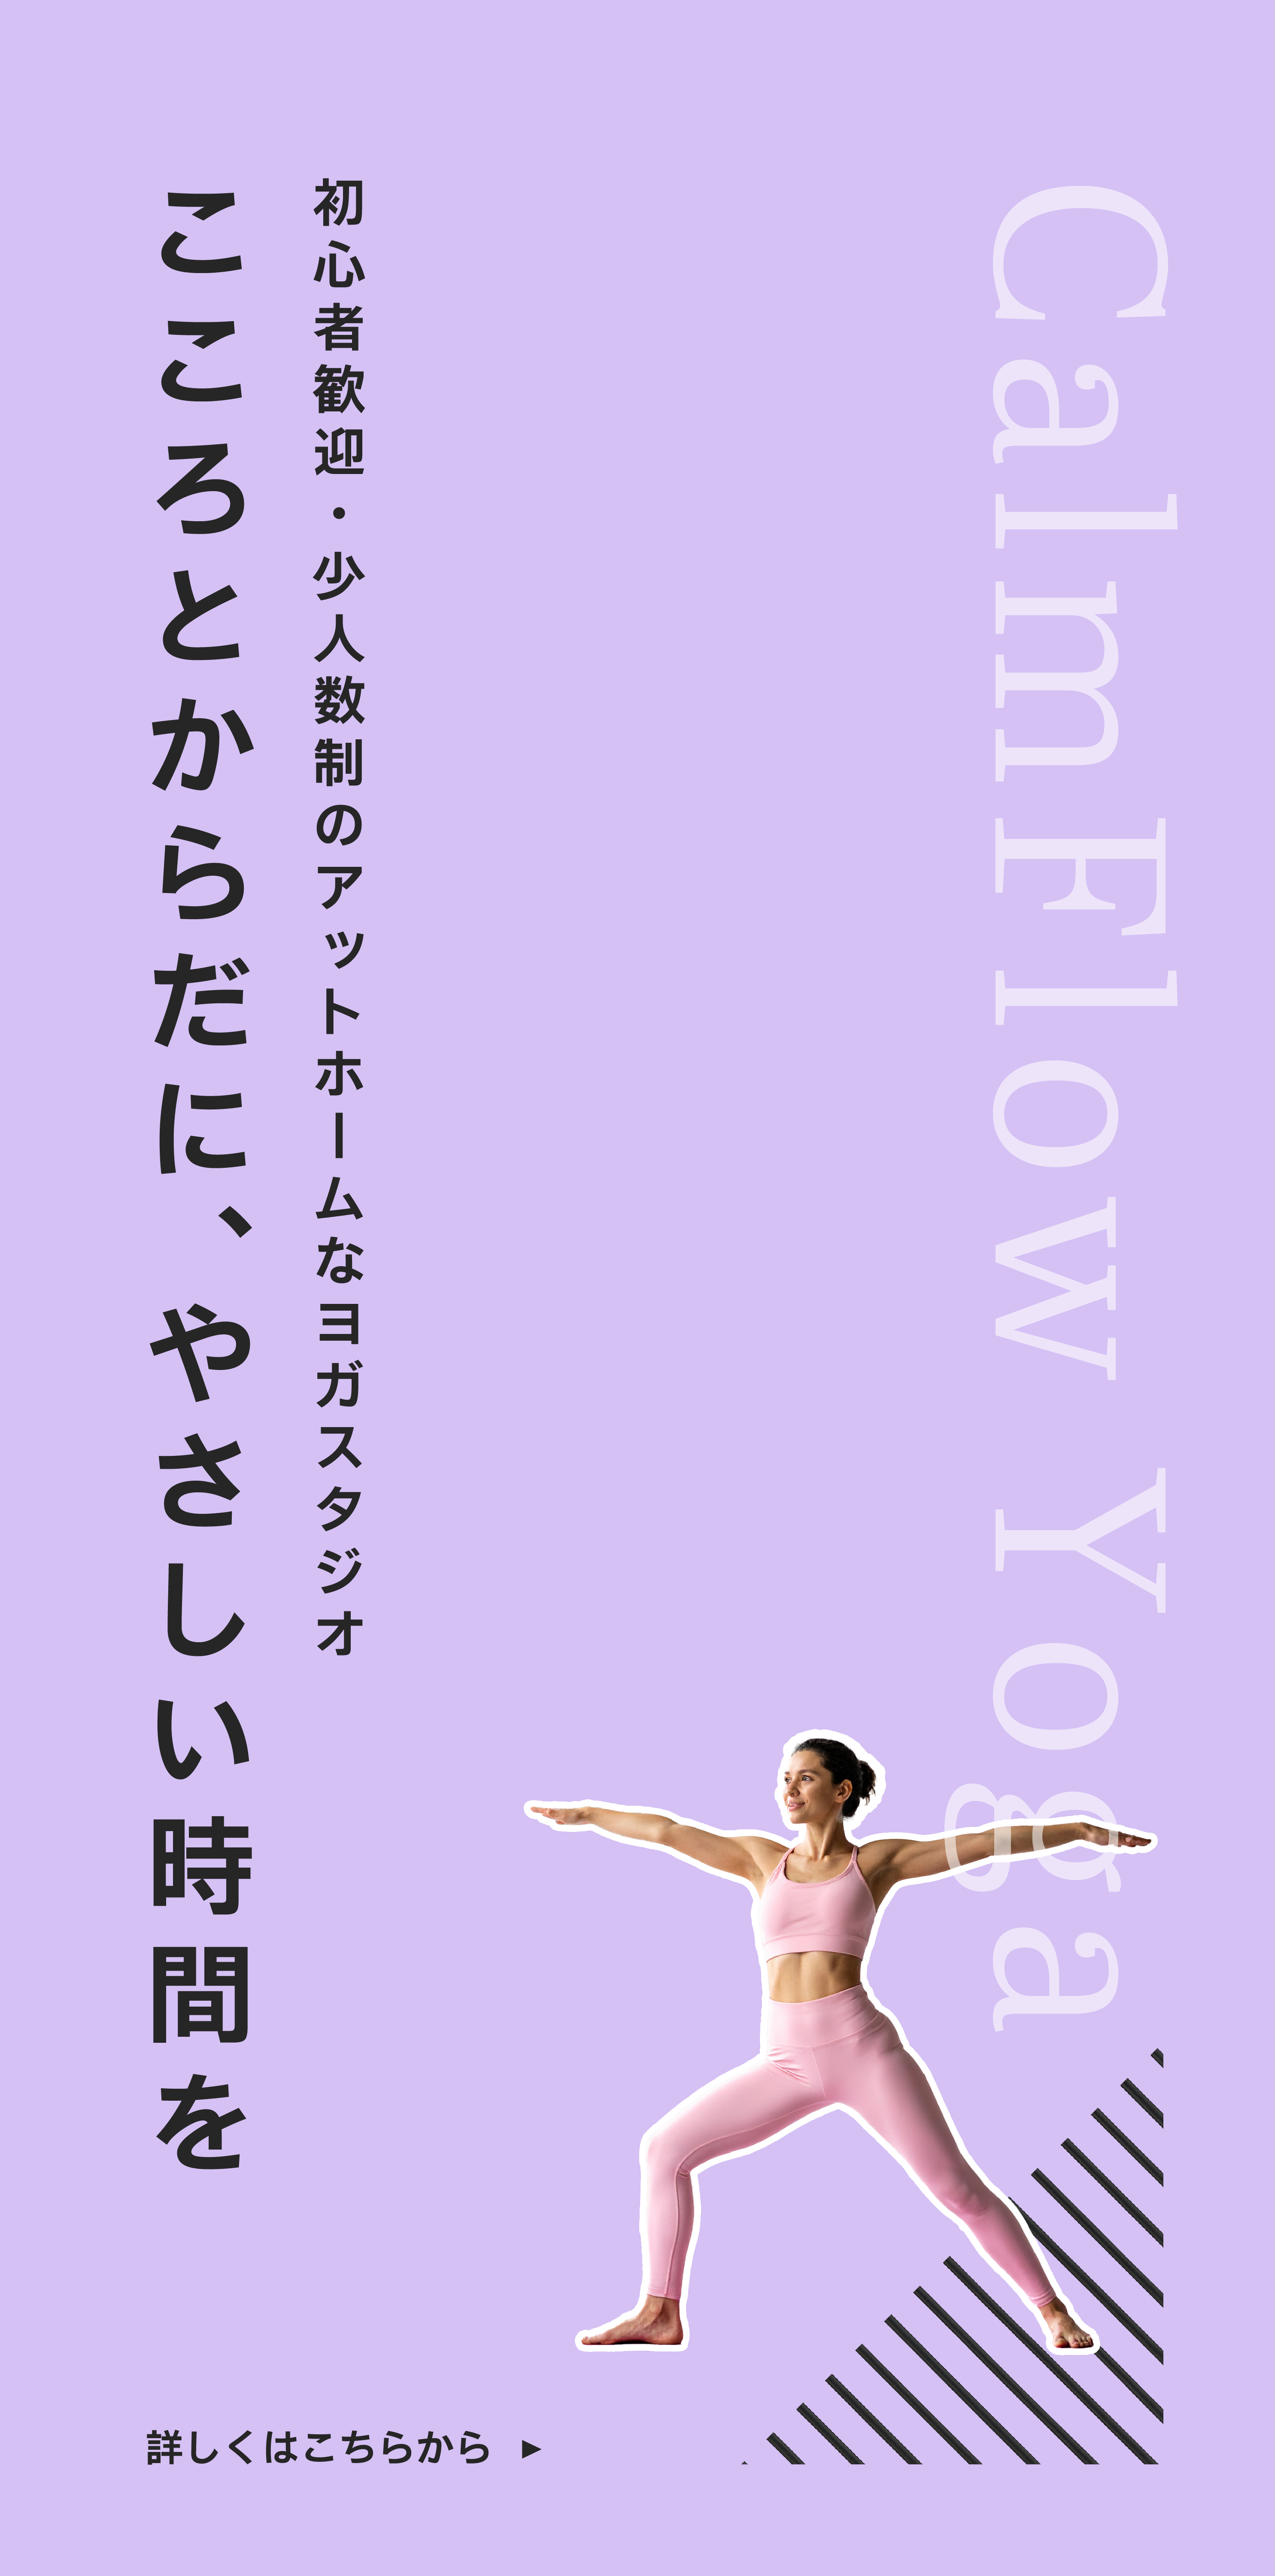 Calm Flow Yoga
初心者歓迎・少人数制のアットホームなヨガスタジオ
こころとからだに、やさしい時間を
詳しくはこちらから ▶